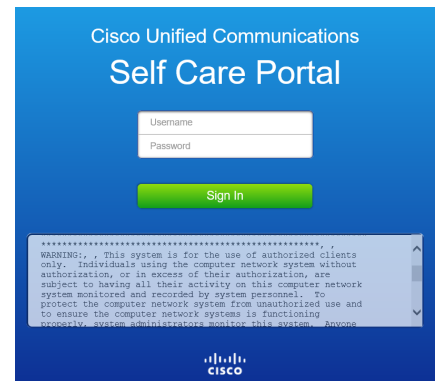 Cisco Unified Communications
Self Care Portal
Username
Password
Sign In
*****************************************************, ,
WARNING:, , This system is for the use of authorized clients
only.  Individuals using the computer network system without
authorization, or in excess of their authorization, are
subject to having all their activity on this computer network
system monitored and recorded by system personnel.  To
protect the computer network system from unauthorized use and
to ensure the computer network systems is functioning
properly, system administrators monitor this system.  Anyone
CISCO